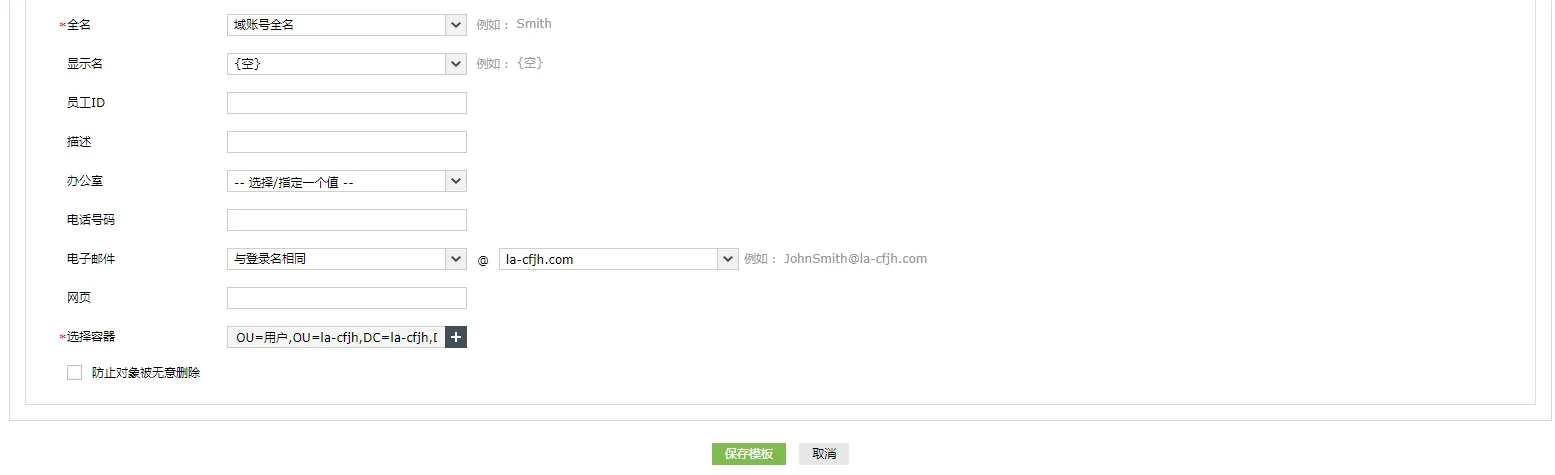 *全名 域账号全名 例如： Smith
显示名 {空} 例如： {空}
员工ID
描述
办公室 -- 选择/指定一个值 --
电话号码
电子邮件 与登录名相同 @ la-cfjh.com 例如： JohnSmith@la-cfjh.com
网页
*选择容器 OU=用户,OU=la-cfjh,DC=la-cfjh,D +
防止对象被无意删除
保存模板 取消